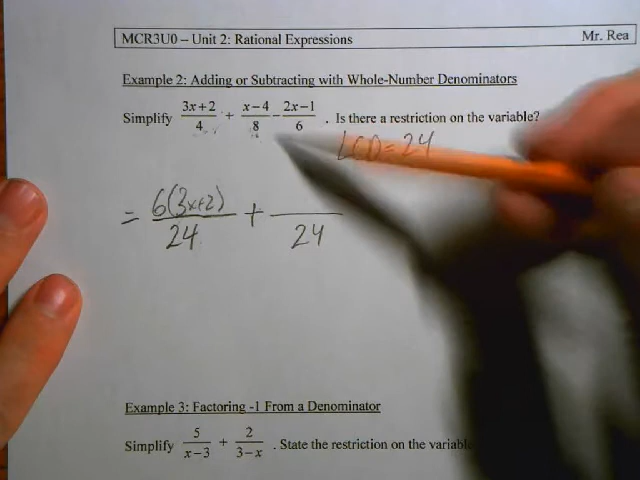 MCR3U0 – Unit 2: Rational Expressions Mr. Rea
Example 2: Adding or Subtracting with Whole-Number Denominators
Simplify (3x+2)/4 + (x−4)/8 − (2x−1)/6 . Is there a restriction on the variable?
LCD = 24
= 6(3x+2)/24 + /24
Example 3: Factoring -1 From a Denominator
Simplify 5/(x−3) + 2/(3−x) . State the restriction on the